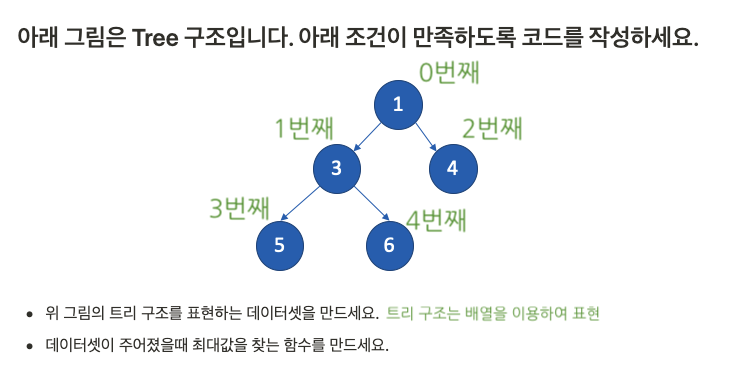 아래 그림은 Tree 구조입니다. 아래 조건이 만족하도록 코드를 작성하세요.
0번째
1
1번째
2번째
3
4
3번째
4번째
5
6
위 그림의 트리 구조를 표현하는 데이터셋을 만드세요. 트리 구조는 배열을 이용하여 표현
데이터셋이 주어졌을때 최대값을 찾는 함수를 만드세요.